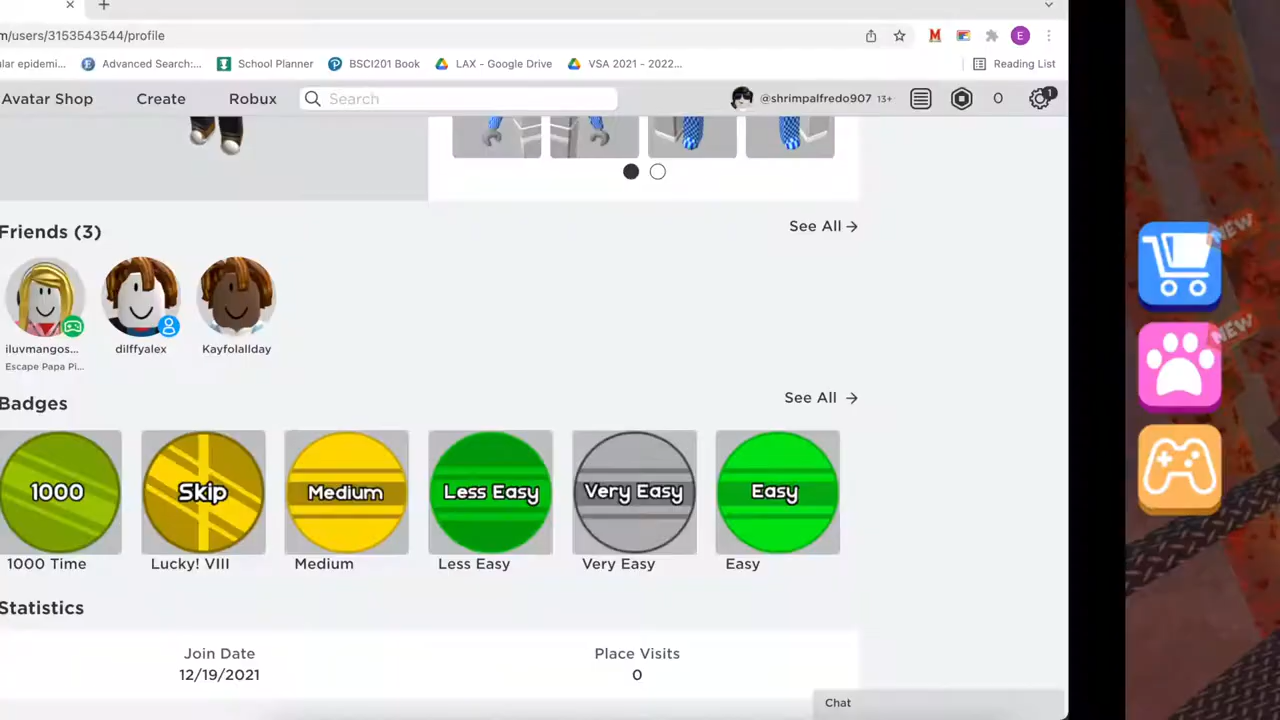 m/users/3153543544/profile
ular epidemi...
Advanced Search:...
School Planner
BSCI201 Book
LAX - Google Drive
VSA 2021 - 2022...
Reading List
Avatar Shop
Create
Robux
Search
@shrimpalfredo907 13+
0
1
See All
Friends (3)
iluvmangos...
Escape Papa Pi...
dilffyalex
Kayfolallday
See All
Badges
1000
Skip
Medium
Less Easy
Very Easy
Easy
1000 Time
Lucky! VIII
Medium
Less Easy
Very Easy
Easy
Statistics
Join Date
12/19/2021
Place Visits
0
Chat
NEW
NEW